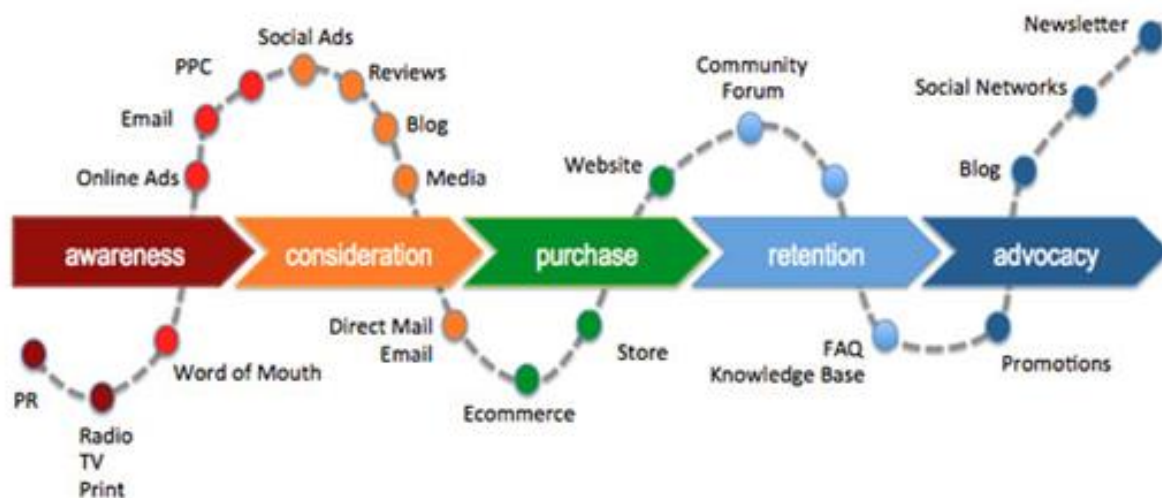 Newsletter
Social Ads
PPC
Reviews
Community
Forum
Social Networks
Email
Blog
Website
Blog
Online Ads
Media
awareness
consideration
purchase
retention
advocacy
Direct Mail
Email
Store
FAQ
Knowledge Base
Promotions
Word of Mouth
PR
Ecommerce
Radio
TV
Print